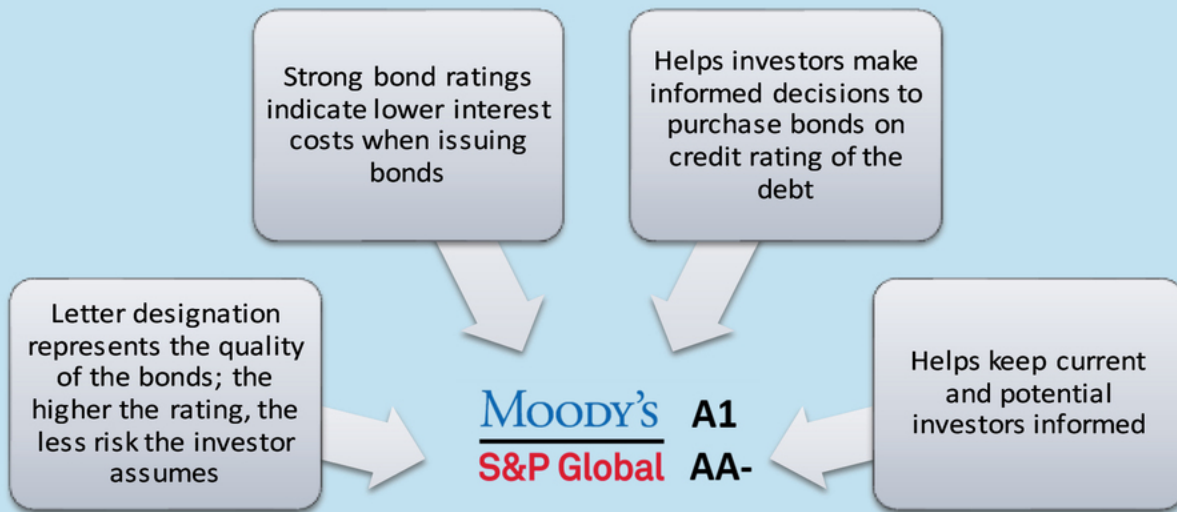 Strong bond ratings
indicate lower interest
costs when issuing
bonds
Helps investors make
informed decisions to
purchase bonds on
credit rating of the
debt
Letter designation
represents the quality
of the bonds; the
higher the rating, the
less risk the investor
assumes
Helps keep current
and potential
investors informed
MOODY'S A1
S&P Global AA-